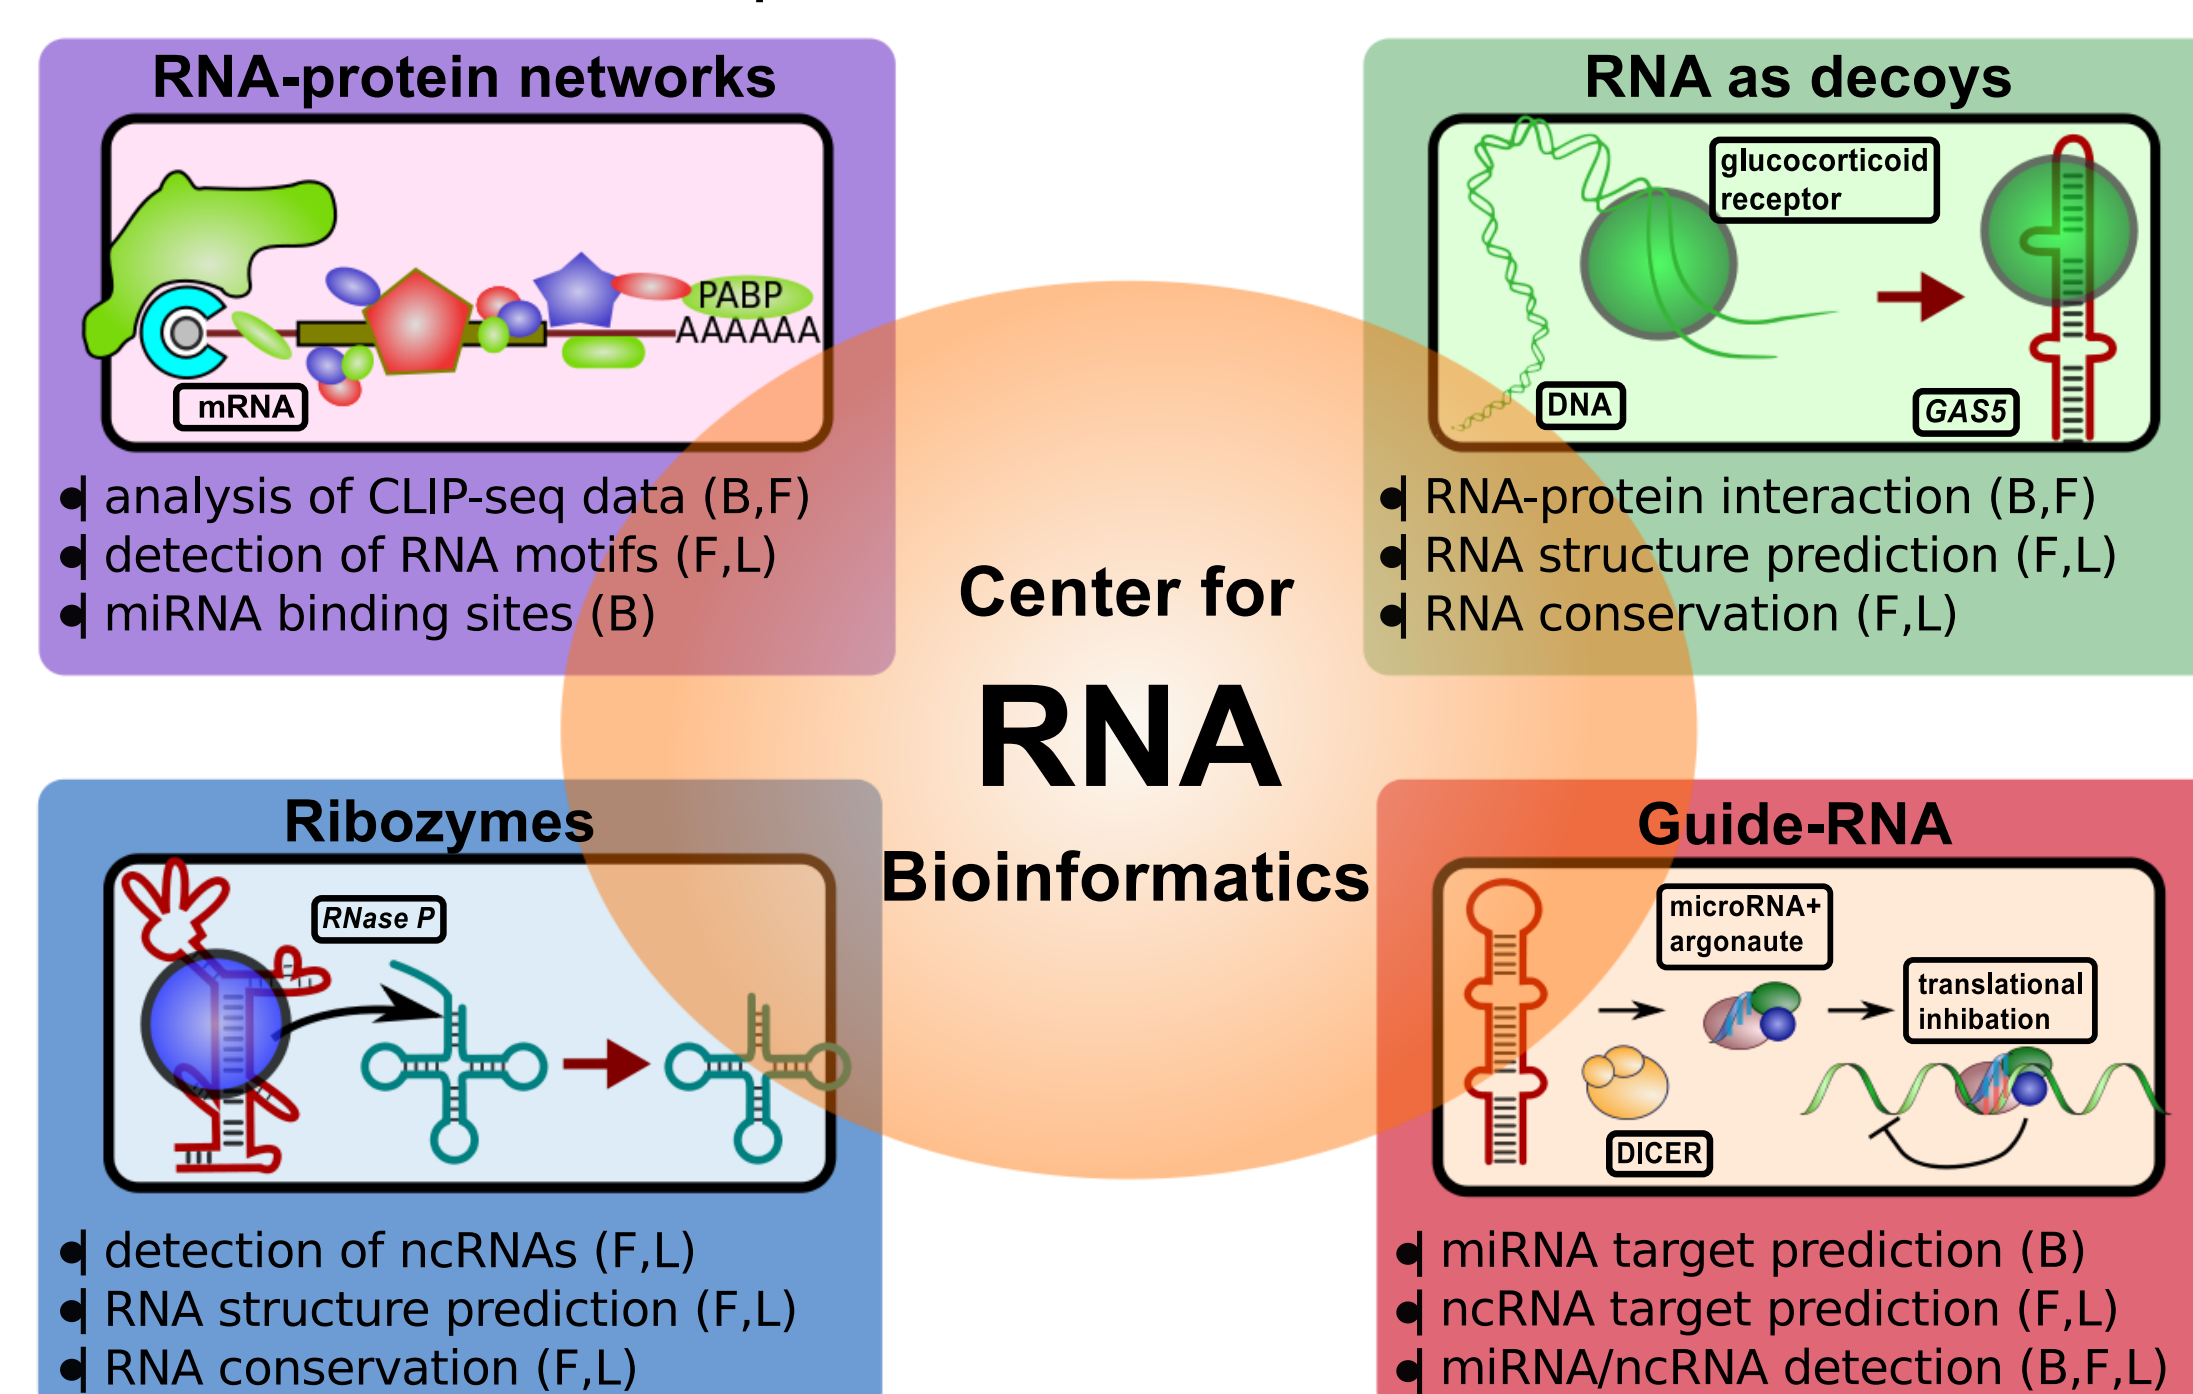 RNA-protein networks
PABP
AAAAAA
mRNA
• analysis of CLIP-seq data (B,F)
• detection of RNA motifs (F,L)
• miRNA binding sites (B)
RNA as decoys
glucocorticoid
receptor
DNA
GAS5
• RNA-protein interaction (B,F)
• RNA structure prediction (F,L)
• RNA conservation (F,L)
Center for
RNA
Bioinformatics
Ribozymes
RNase P
• detection of ncRNAs (F,L)
• RNA structure prediction (F,L)
• RNA conservation (F,L)
Guide-RNA
microRNA+
argonaute
translational
inhibation
DICER
• miRNA target prediction (B)
• ncRNA target prediction (F,L)
• miRNA/ncRNA detection (B,F,L)